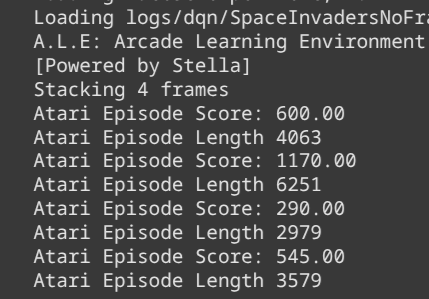 Loading logs/dqn/SpaceInvadersNoFra
A.L.E: Arcade Learning Environment
[Powered by Stella]
Stacking 4 frames
Atari Episode Score: 600.00
Atari Episode Length 4063
Atari Episode Score: 1170.00
Atari Episode Length 6251
Atari Episode Score: 290.00
Atari Episode Length 2979
Atari Episode Score: 545.00
Atari Episode Length 3579